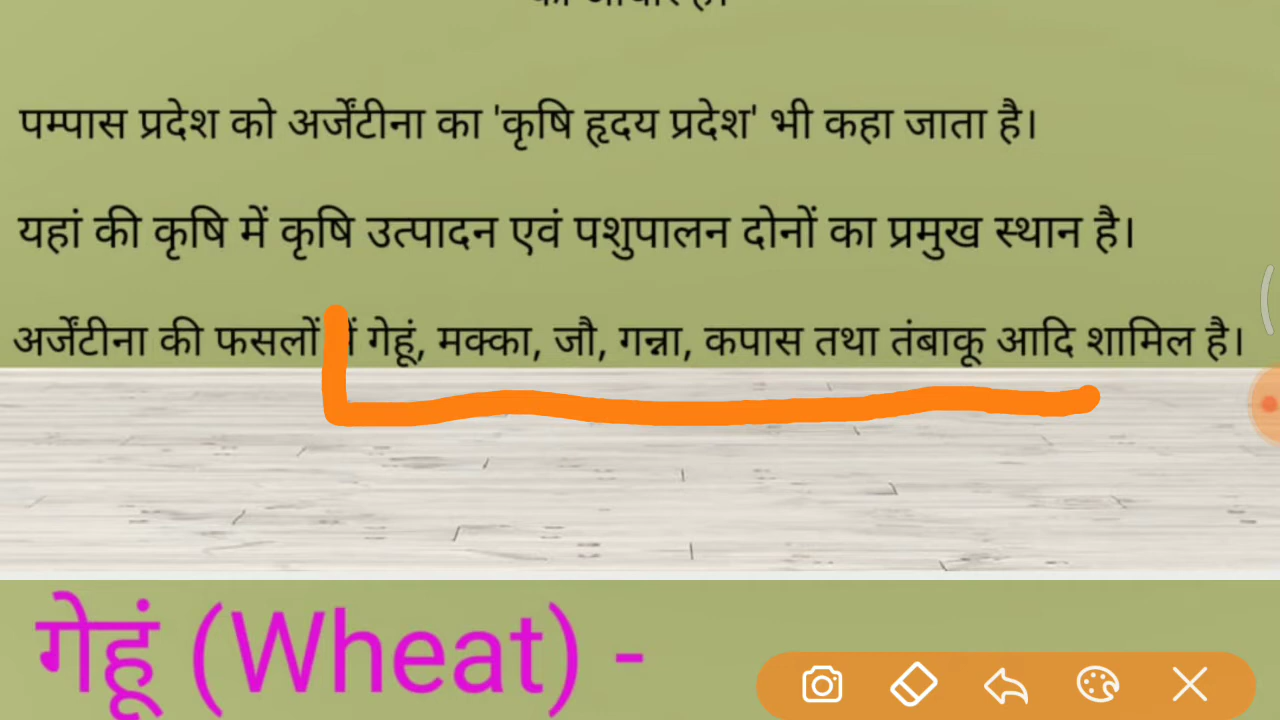 पम्पास प्रदेश को अर्जेंटीना का 'कृषि हृदय प्रदेश' भी कहा जाता है।
यहां की कृषि में कृषि उत्पादन एवं पशुपालन दोनों का प्रमुख स्थान है।
अर्जेंटीना की फसलों में गेहूं, मक्का, जौ, गन्ना, कपास तथा तंबाकू आदि शामिल है।
गेहूं (Wheat) -